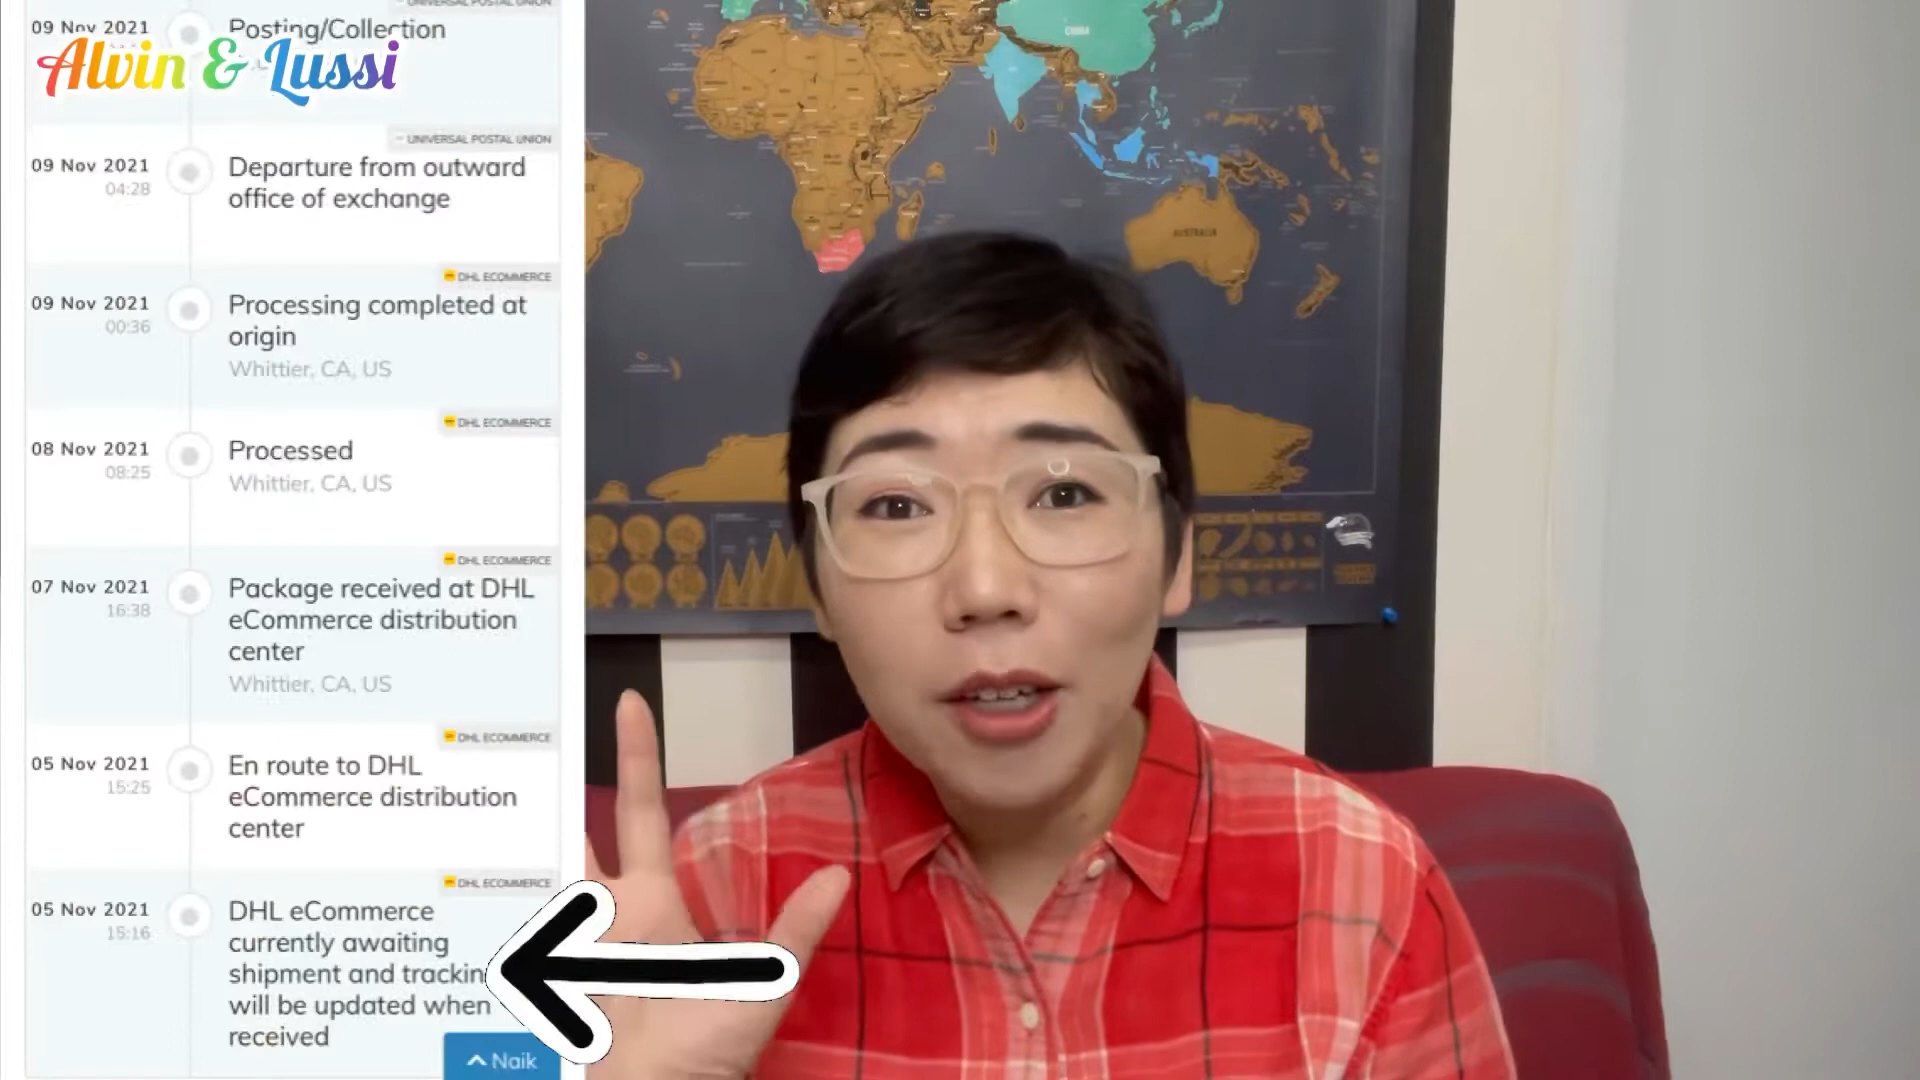 UNIVERSAL POSTAL UNION
09 Nov 2021
Posting/Collection
Alvin & Lussi
UNIVERSAL POSTAL UNION
09 Nov 2021
04:28
Departure from outward
office of exchange
DHL ECOMMERCE
09 Nov 2021
00:36
Processing completed at
origin
Whittier, CA, US
DHL ECOMMERCE
08 Nov 2021
08:25
Processed
Whittier, CA, US
DHL ECOMMERCE
07 Nov 2021
16:38
Package received at DHL
eCommerce distribution
center
Whittier, CA, US
DHL ECOMMERCE
05 Nov 2021
15:25
En route to DHL
eCommerce distribution
center
DHL ECOMMERCE
05 Nov 2021
15:16
DHL eCommerce
currently awaiting
shipment and trackin
will be updated when
received
Naik
CHINA
AUSTRALIA